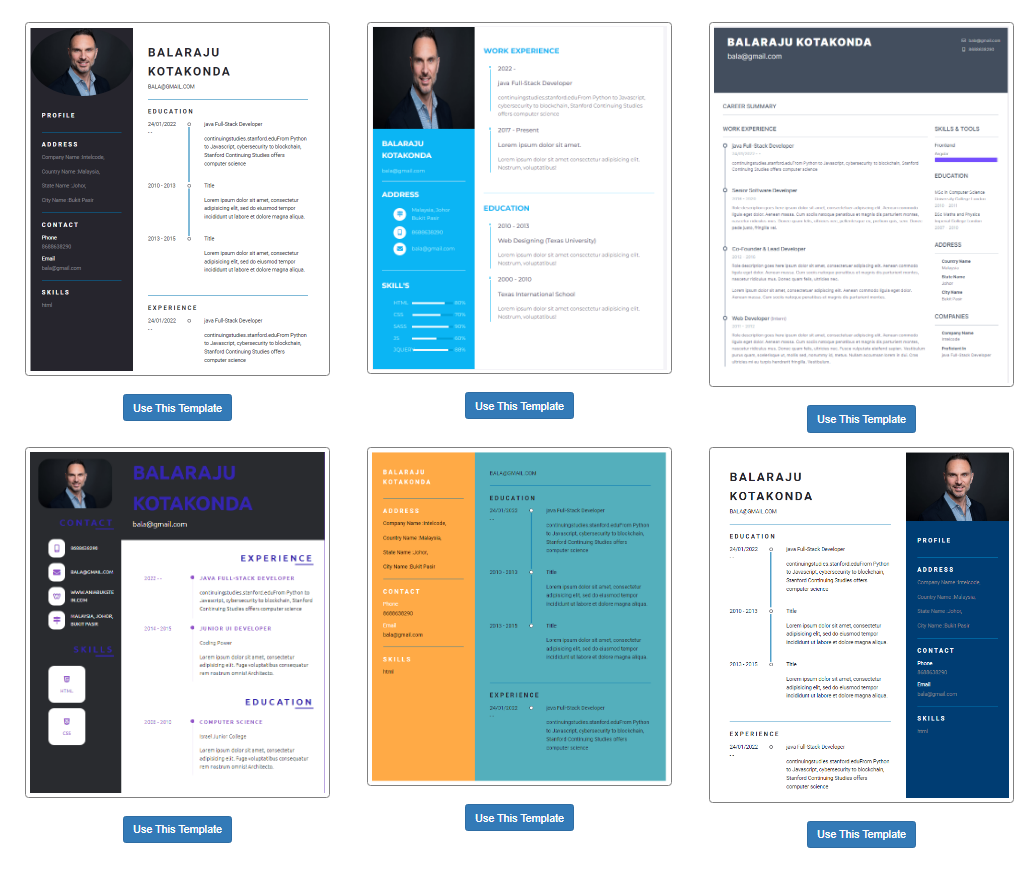 BALARAJU
KOTAKONDA
BALA@GMAIL.COM
PROFILE
ADDRESS
Company Name :Intelcode,
Country Name :Malaysia,
State Name :Johor,
City Name :Bukit Pasir
CONTACT
Phone
8688638290
Email
bala@gmail.com
SKILLS
html
EDUCATION
24/01/2022
- -
java Full-Stack Developer
continuingstudies.stanford.eduFrom Python
to Javascript, cybersecurity to blockchain,
Stanford Continuing Studies offers
computer science
2010 - 2013
Title
Lorem ipsum dolor sit amet, consectetur
adipiscing elit, sed do eiusmod tempor
incididunt ut labore et dolore magna aliqua.
2013 - 2015
Title
Lorem ipsum dolor sit amet, consectetur
adipiscing elit, sed do eiusmod tempor
incididunt ut labore et dolore magna aliqua.
EXPERIENCE
24/01/2022
- -
java Full-Stack Developer
continuingstudies.stanford.eduFrom Python
to Javascript, cybersecurity to blockchain,
Stanford Continuing Studies offers
computer science
Use This Template
BALARAJU
KOTAKONDA
bala@gmail.com
ADDRESS
Malaysia, Johor
Bukit Pasir
8688638290
bala@gmail.com
SKILL'S
HTML 80%
CSS 70%
SASS 90%
JS 60%
JQUERY 88%
WORK EXPERIENCE
2022 -
java Full-Stack Developer
continuingstudies.stanford.eduFrom Python to Javascript,
cybersecurity to blockchain, Stanford Continuing Studies
offers computer science
2017 - Present
Lorem ipsum dolor sit amet.
Lorem ipsum dolor sit amet consectetur adipisicing elit.
Nostrum, voluptatibus!
EDUCATION
2010 - 2013
Web Designing (Texas University)
Lorem ipsum dolor sit amet consectetur adipisicing elit.
Nostrum, voluptatibus!
2000 - 2010
Texas International School
Lorem ipsum dolor sit amet consectetur adipisicing elit.
Nostrum, voluptatibus!
Use This Template
BALARAJU KOTAKONDA
bala@gmail.com
bala@gmail.com
8688638290
CAREER SUMMARY
WORK EXPERIENCE
java Full-Stack Developer
continuingstudies.stanford.eduFrom Python to Javascript, cybersecurity to blockchain, Stanford
Continuing Studies offers computer science
Senior Software Developer
Co-Founder & Lead Developer
Web Developer (Intern)
SKILLS & TOOLS
Frontend
EDUCATION
MSc in Computer Science
University College London
BSc Maths and Physics
Imperial College London
ADDRESS
Country Name
Malaysia
State Name
Johor
City Name
Bukit Pasir
COMPANIES
Company Name
Intelcode
Performed in
java Full-Stack Developer
Use This Template
BALARAJU
KOTAKONDA
bala@gmail.com
CONTACT
8688638290
BALA@GMAIL.COM
MALAYSIA, JOHOR,
BUKIT PASIR
SKILLS
HTML
CSS
EXPERIENCE
2022 - -
JAVA FULL-STACK DEVELOPER
continuingstudies.stanford.eduFrom Python to
Javascript, cybersecurity to blockchain, Stanford
Continuing Studies offers computer science
2014 - 2015
JUNIOR UI DEVELOPER
Coding Power
Lorem ipsum dolor sit amet, consectetur
adipisicing elit. Fuga voluptatibus consequatur
rem nostrum omnis! Architecto.
EDUCATION
COMPUTER SCIENCE
Israel Junior College
Lorem ipsum dolor sit amet, consectetur
rem nostrum omnis! Architecto.
Use This Template
BALARAJU
KOTAKONDA
ADDRESS
Company Name :Intelcode,
Country Name :Malaysia,
State Name :Johor,
City Name :Bukit Pasir
CONTACT
Phone
8688638290
Email
bala@gmail.com
SKILLS
html
BALA@GMAIL.COM
EDUCATION
24/01/2022
- -
java Full-Stack Developer
continuingstudies.stanford.eduFrom Python
to Javascript, cybersecurity to blockchain,
Stanford Continuing Studies offers
computer science
2010 - 2013
Title
Lorem ipsum dolor sit amet, consectetur
adipiscing elit, sed do eiusmod tempor
incididunt ut labore et dolore magna aliqua.
2013 - 2015
Title
Lorem ipsum dolor sit amet, consectetur
adipiscing elit, sed do eiusmod tempor
incididunt ut labore et dolore magna aliqua.
EXPERIENCE
24/01/2022
- -
java Full-Stack Developer
continuingstudies.stanford.eduFrom Python
to Javascript, cybersecurity to blockchain,
Stanford Continuing Studies offers
computer science
Use This Template
BALARAJU
KOTAKONDA
BALA@GMAIL.COM
EDUCATION
24/01/2022
- -
java Full-Stack Developer
continuingstudies.stanford.eduFrom Python
to Javascript, cybersecurity to blockchain,
Stanford Continuing Studies offers
computer science
2010 - 2013
Title
Lorem ipsum dolor sit amet, consectetur
adipiscing elit, sed do eiusmod tempor
incididunt ut labore et dolore magna aliqua.
2013 - 2015
Title
Lorem ipsum dolor sit amet, consectetur
adipiscing elit, sed do eiusmod tempor
incididunt ut labore et dolore magna aliqua.
EXPERIENCE
24/01/2022
- -
java Full-Stack Developer
continuingstudies.stanford.eduFrom Python
to Javascript, cybersecurity to blockchain,
Stanford Continuing Studies offers
computer science
PROFILE
ADDRESS
Company Name :Intelcode,
Country Name :Malaysia,
State Name :Johor,
City Name :Bukit Pasir
CONTACT
Phone
8688638290
Email
bala@gmail.com
SKILLS
html
Use This Template